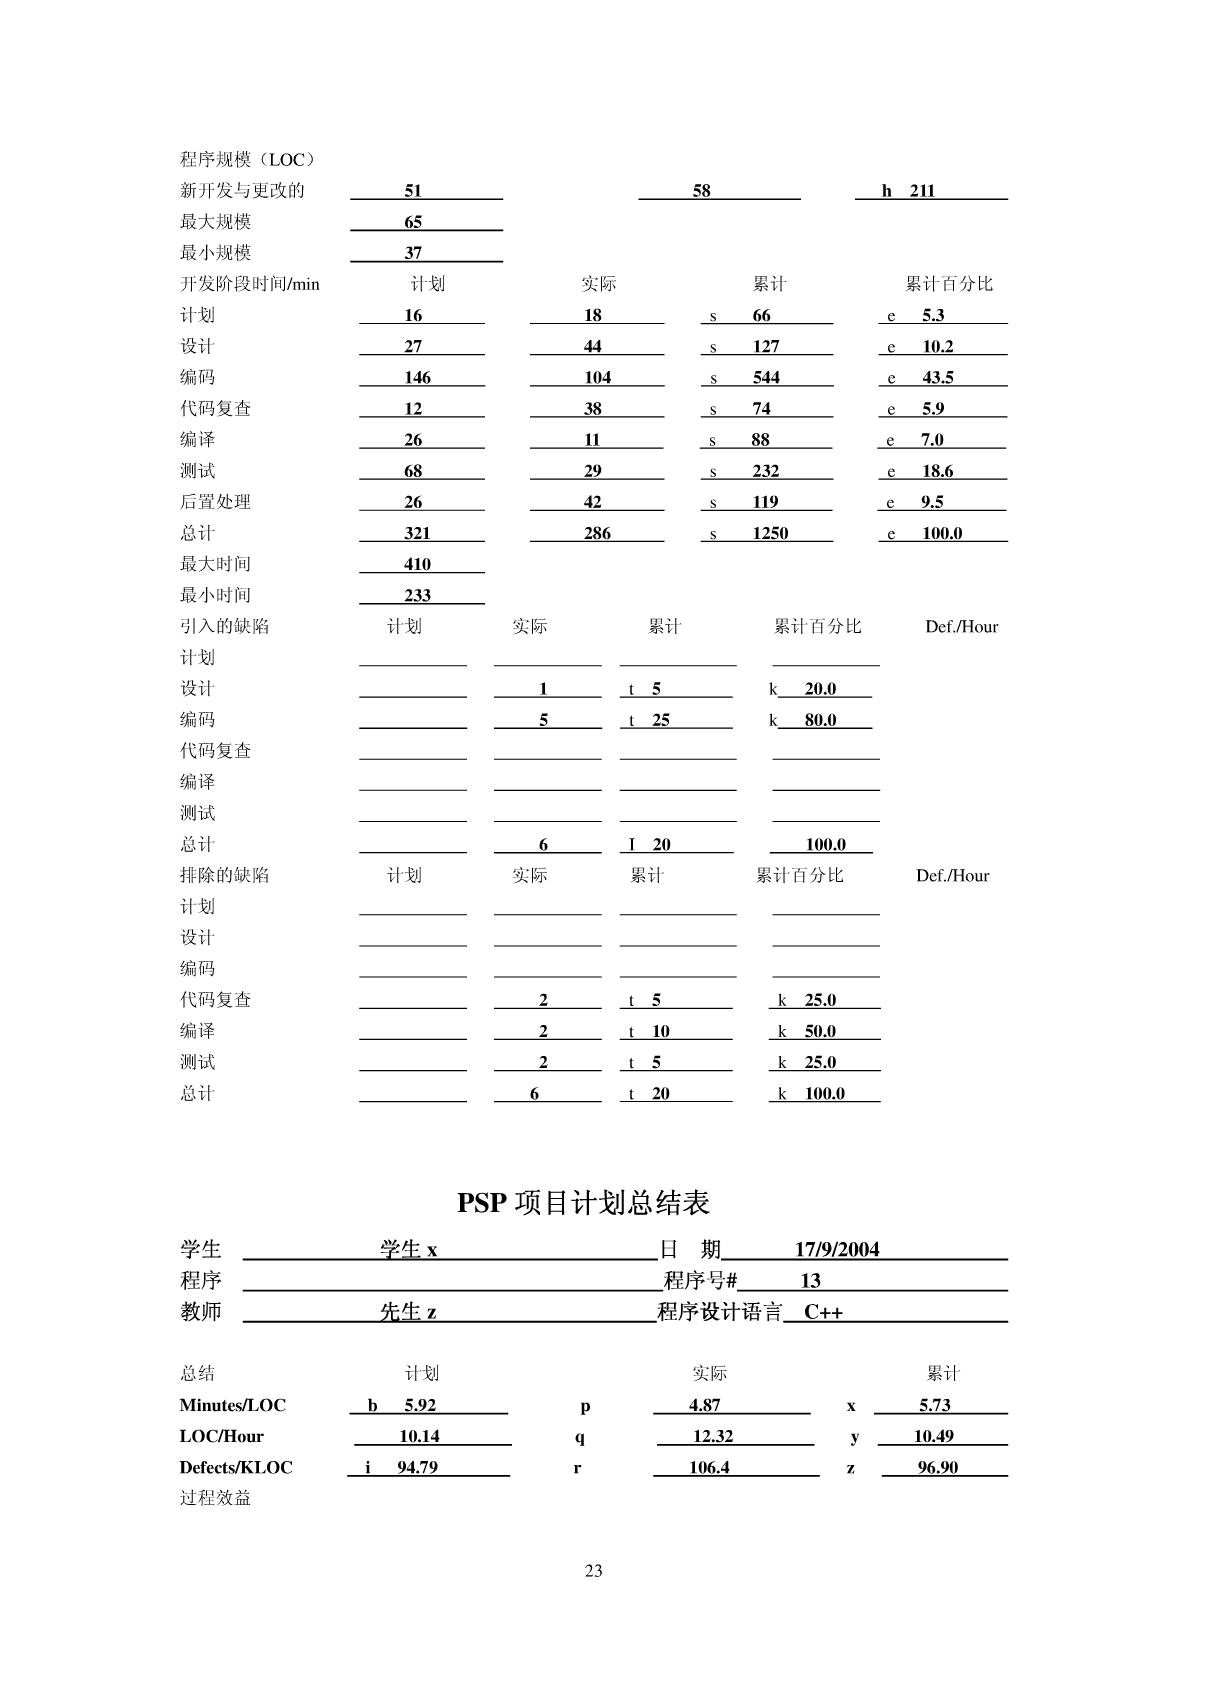 程序规模（LOC）
新开发与更改的 51 58 h 211
最大规模 65
最小规模 37
开发阶段时间/min 计划 实际 累计 累计百分比
计划 16 18 s 66 e 5.3
设计 27 44 s 127 e 10.2
编码 146 104 s 544 e 43.5
代码复查 12 38 s 74 e 5.9
编译 26 11 s 88 e 7.0
测试 68 29 s 232 e 18.6
后置处理 26 42 s 119 e 9.5
总计 321 286 s 1250 e 100.0
最大时间 410
最小时间 233
引入的缺陷 计划 实际 累计 累计百分比 Def./Hour
计划
设计 1 t 5 k 20.0
编码 5 t 25 k 80.0
代码复查
编译
测试
总计 6 I 20 100.0
排除的缺陷 计划 实际 累计 累计百分比 Def./Hour
计划
设计
编码
代码复查 2 t 5 k 25.0
编译 2 t 10 k 50.0
测试 2 t 5 k 25.0
总计 6 t 20 k 100.0
PSP 项目计划总结表
学生 学生 x 日 期 17/9/2004
程序 程序号# 13
教师 先生 z 程序设计语言 C++
总结 计划 实际 累计
Minutes/LOC b 5.92 p 4.87 x 5.73
LOC/Hour 10.14 q 12.32 y 10.49
Defects/KLOC i 94.79 r 106.4 z 96.90
过程效益
23